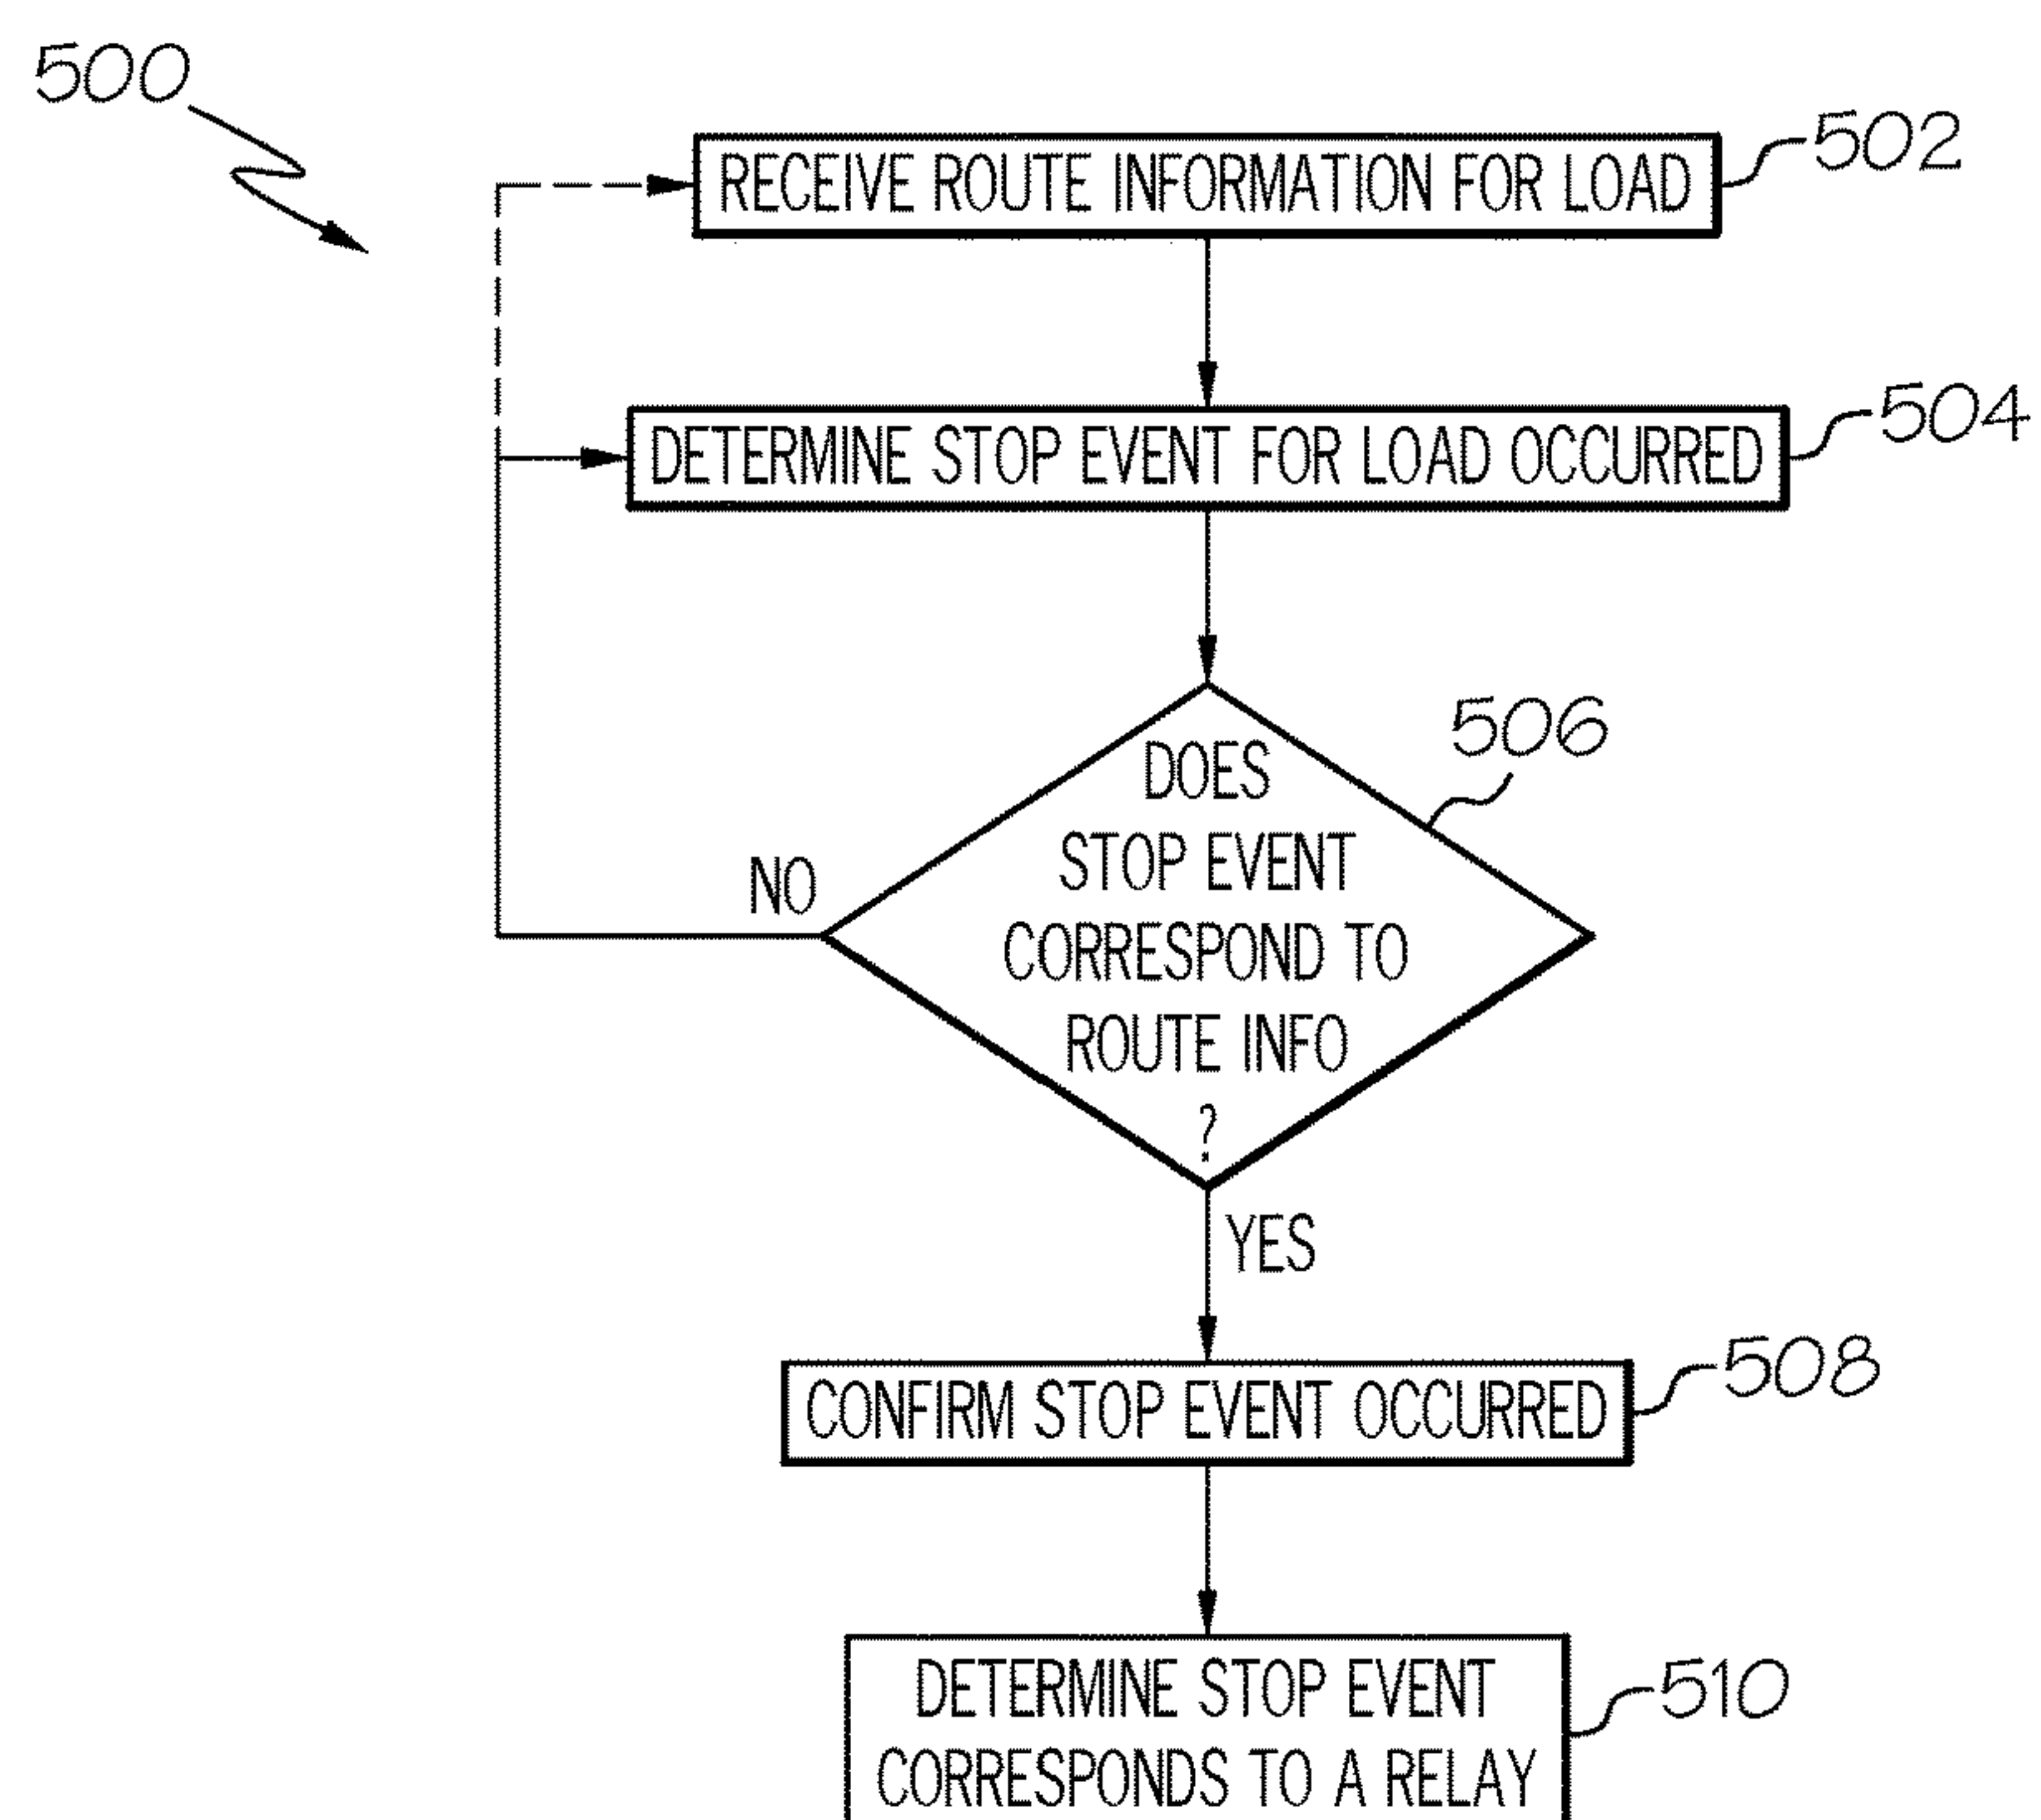 500
RECEIVE ROUTE INFORMATION FOR LOAD
502
DETERMINE STOP EVENT FOR LOAD OCCURRED
504
506
DOES
STOP EVENT
CORRESPOND TO
ROUTE INFO
?
NO
YES
CONFIRM STOP EVENT OCCURRED
508
DETERMINE STOP EVENT
CORRESPONDS TO A RELAY
510